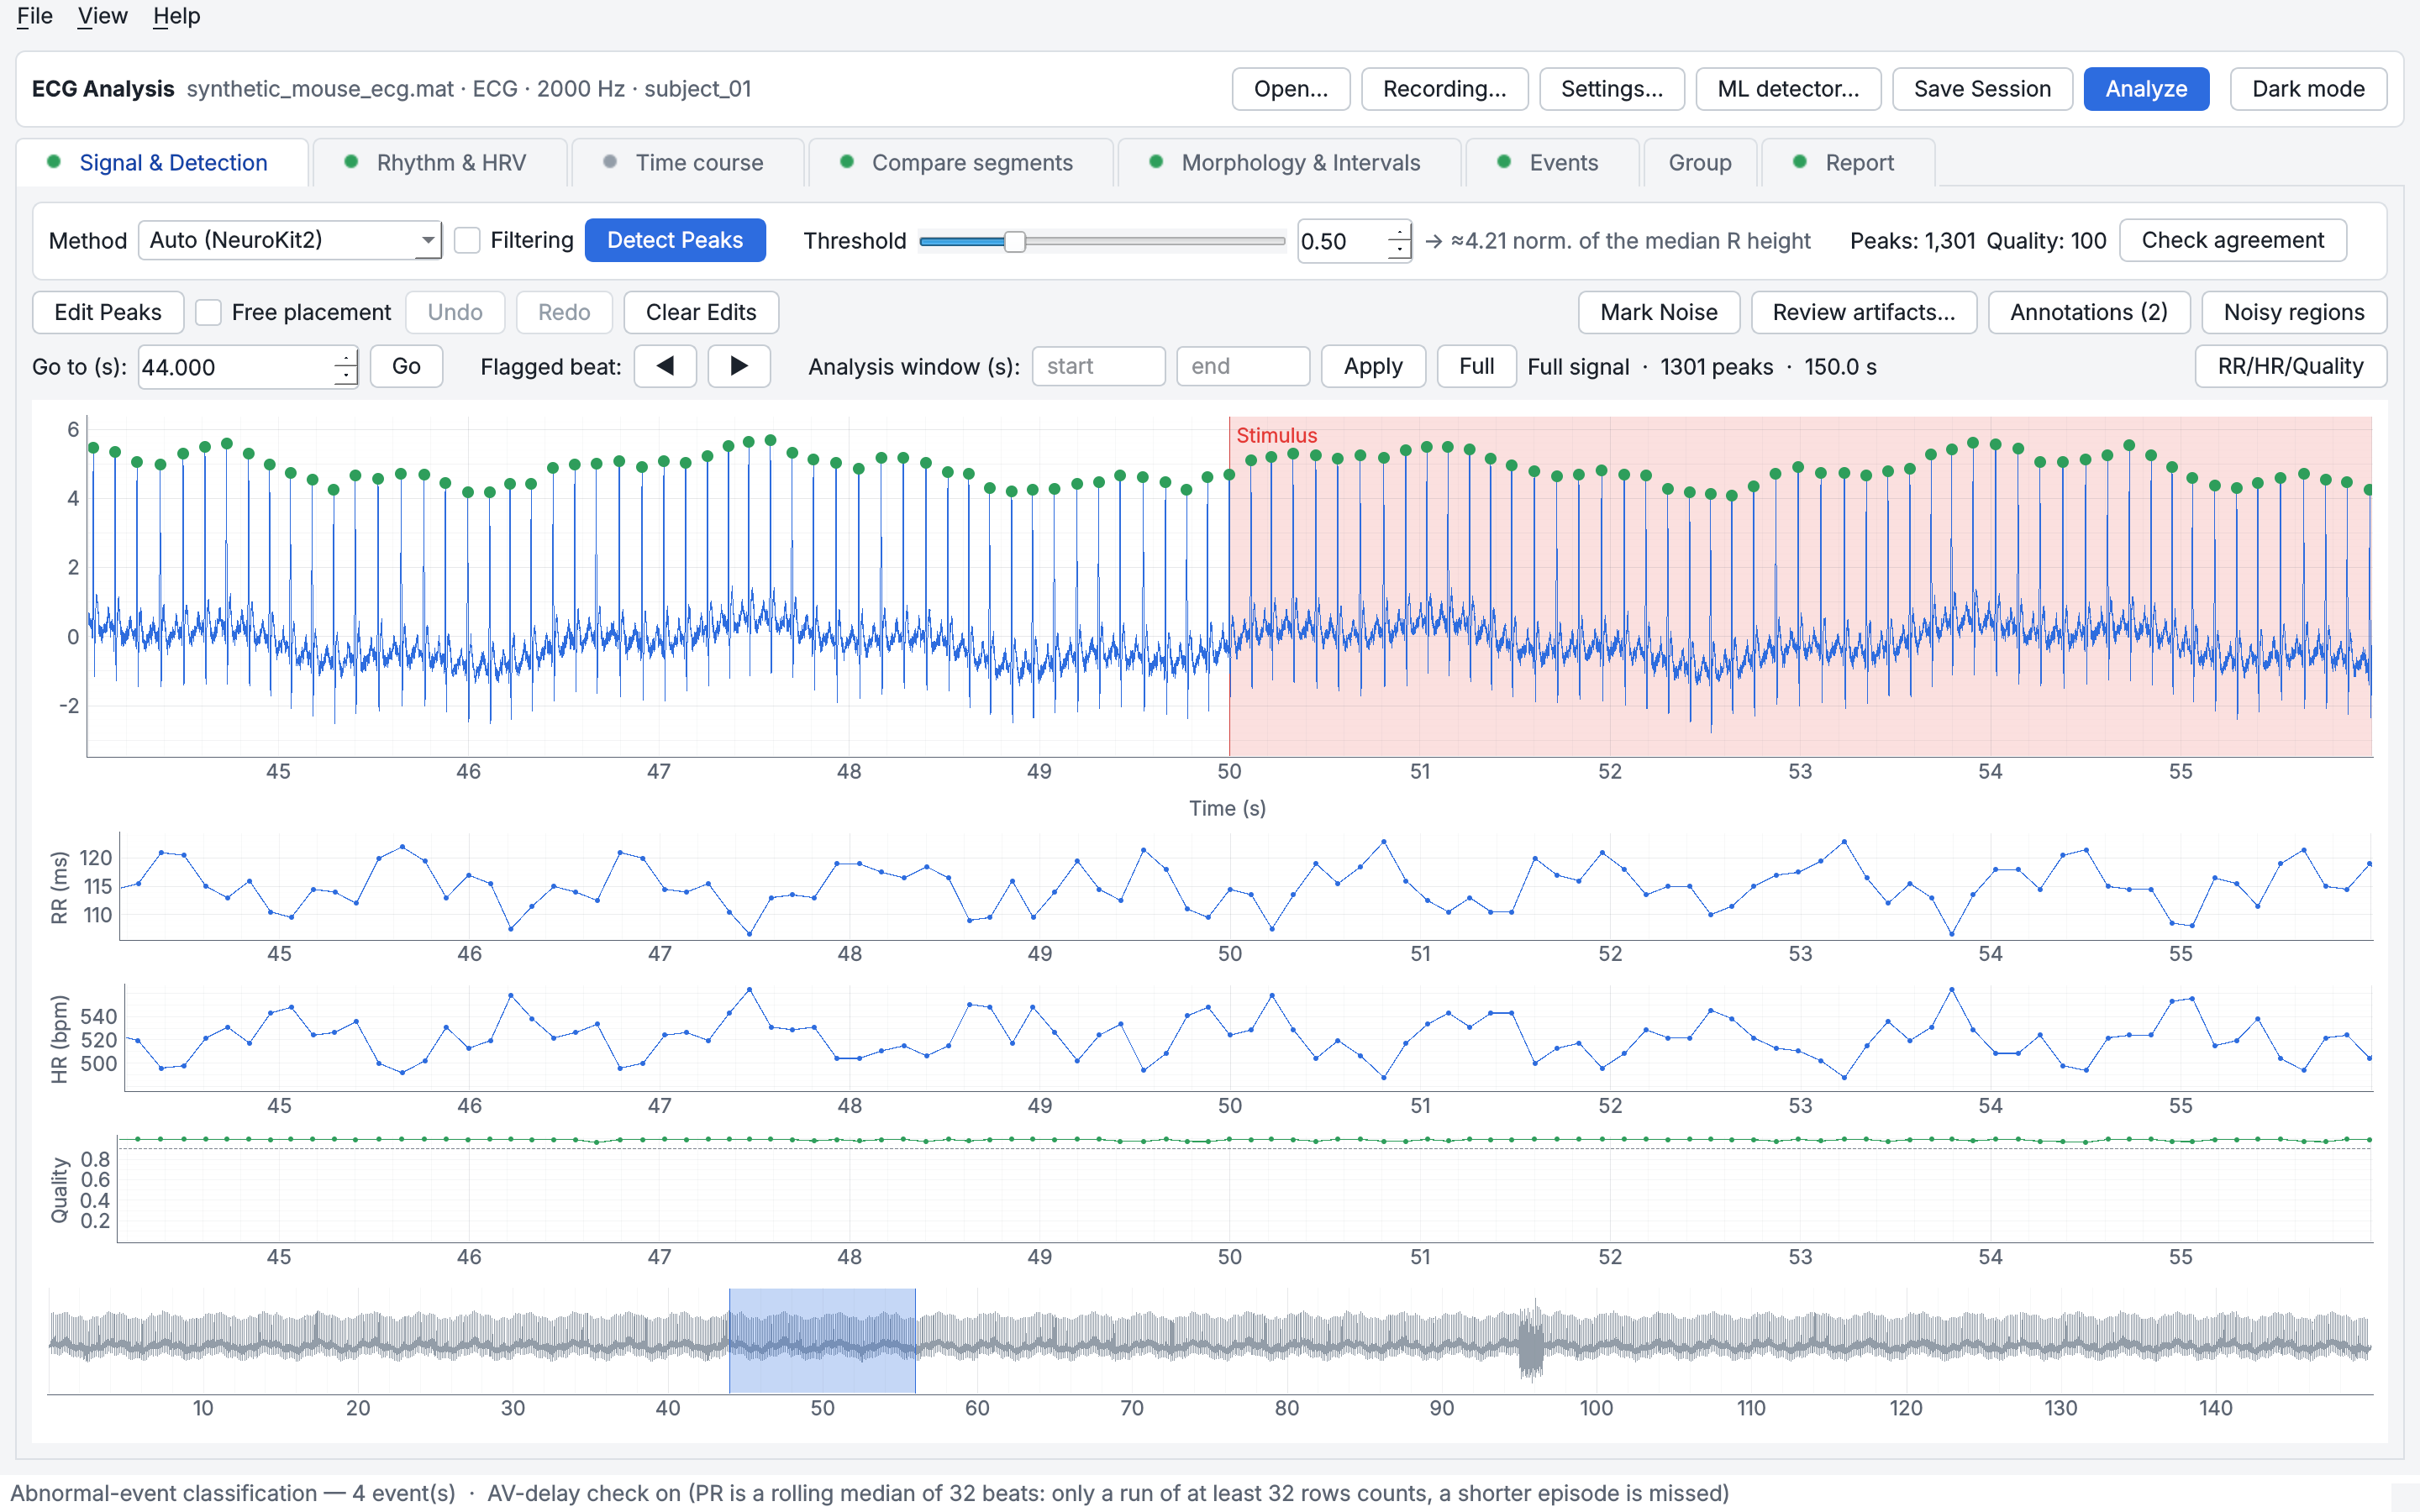 File View Help
ECG Analysis synthetic_mouse_ecg.mat · ECG · 2000 Hz · subject_01 Open... Recording... Settings... ML detector... Save Session Analyze Dark mode
Signal & Detection Rhythm & HRV Time course Compare segments Morphology & Intervals Events Group Report
Method Auto (NeuroKit2) Filtering Detect Peaks Threshold 0.50 → ≈4.21 norm. of the median R height Peaks: 1,301 Quality: 100 Check agreement
Edit Peaks Free placement Undo Redo Clear Edits Mark Noise Review artifacts... Annotations (2) Noisy regions
Go to (s): 44.000 Go Flagged beat: ◀ ▶ Analysis window (s): start end Apply Full Full signal · 1301 peaks · 150.0 s RR/HR/Quality
Stimulus
6
4
2
0
-2
45 46 47 48 49 50 51 52 53 54 55
Time (s)
RR (ms)
120
115
110
45 46 47 48 49 50 51 52 53 54 55
HR (bpm)
540
520
500
45 46 47 48 49 50 51 52 53 54 55
Quality
0.8
0.6
0.4
0.2
45 46 47 48 49 50 51 52 53 54 55
10 20 30 40 50 60 70 80 90 100 110 120 130 140
Abnormal-event classification — 4 event(s) · AV-delay check on (PR is a rolling median of 32 beats: only a run of at least 32 rows counts, a shorter episode is missed)